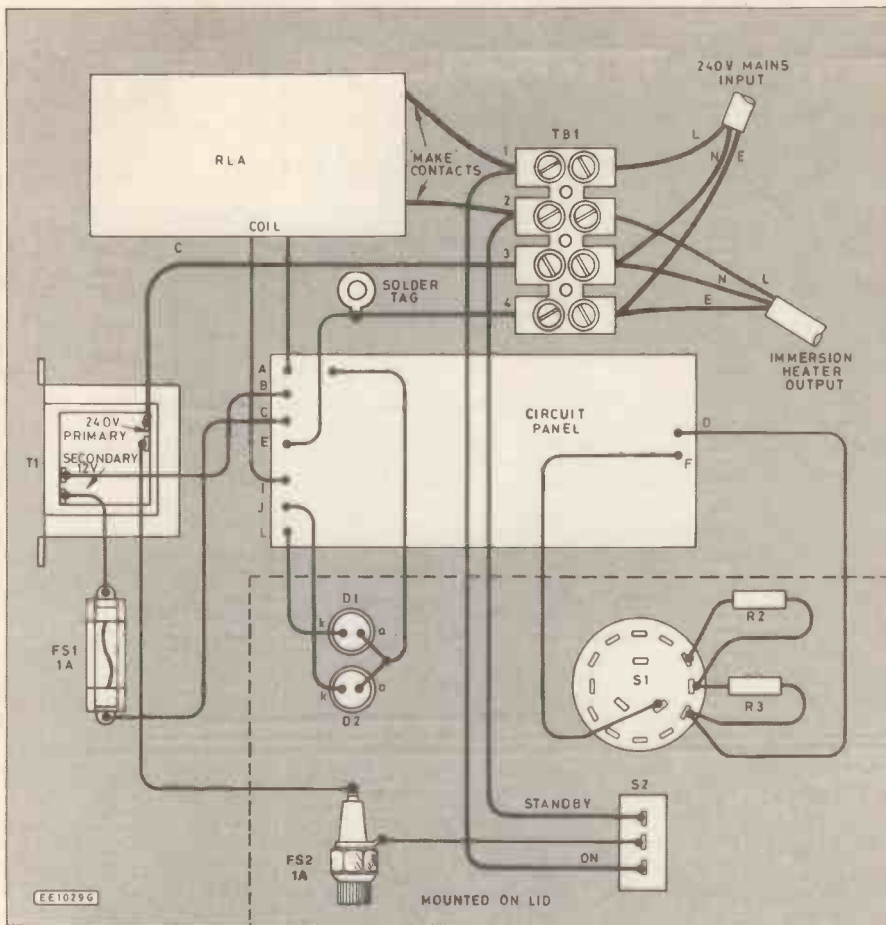 240V MAINS
INPUT
TB1
L
N
E
RLA
'MAKE'
CONTACTS
1
2
3
4
COIL
C
SOLDER
TAG
L
N
E
IMMERSION
HEATER
OUTPUT
A
B
C
E
I
J
L
CIRCUIT
PANEL
D
F
240V
PRIMARY
SECONDARY
12V
T1
FS1
1A
D1
k
a
k
a
D2
R2
S1
R3
S2
STANDBY
ON
FS2
1A
EE1029G
MOUNTED ON LID